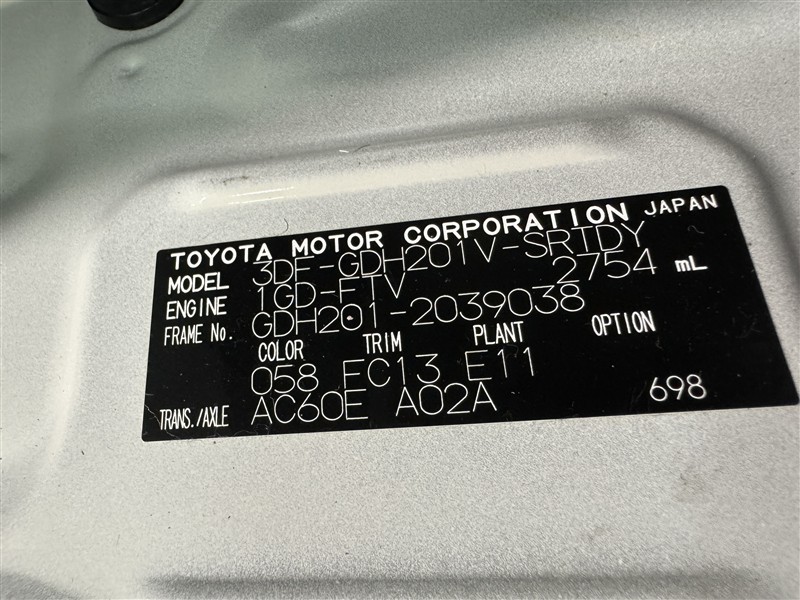 TOYOTA MOTOR CORPORATION JAPAN
MODEL 3DF-GDH201V-SRTDY
ENGINE 1GD-FTV 2754 mL
FRAME No. GDH201-2039038
COLOR TRIM PLANT OPTION
058 FC13 E11
TRANS./AXLE AC60E A02A 698